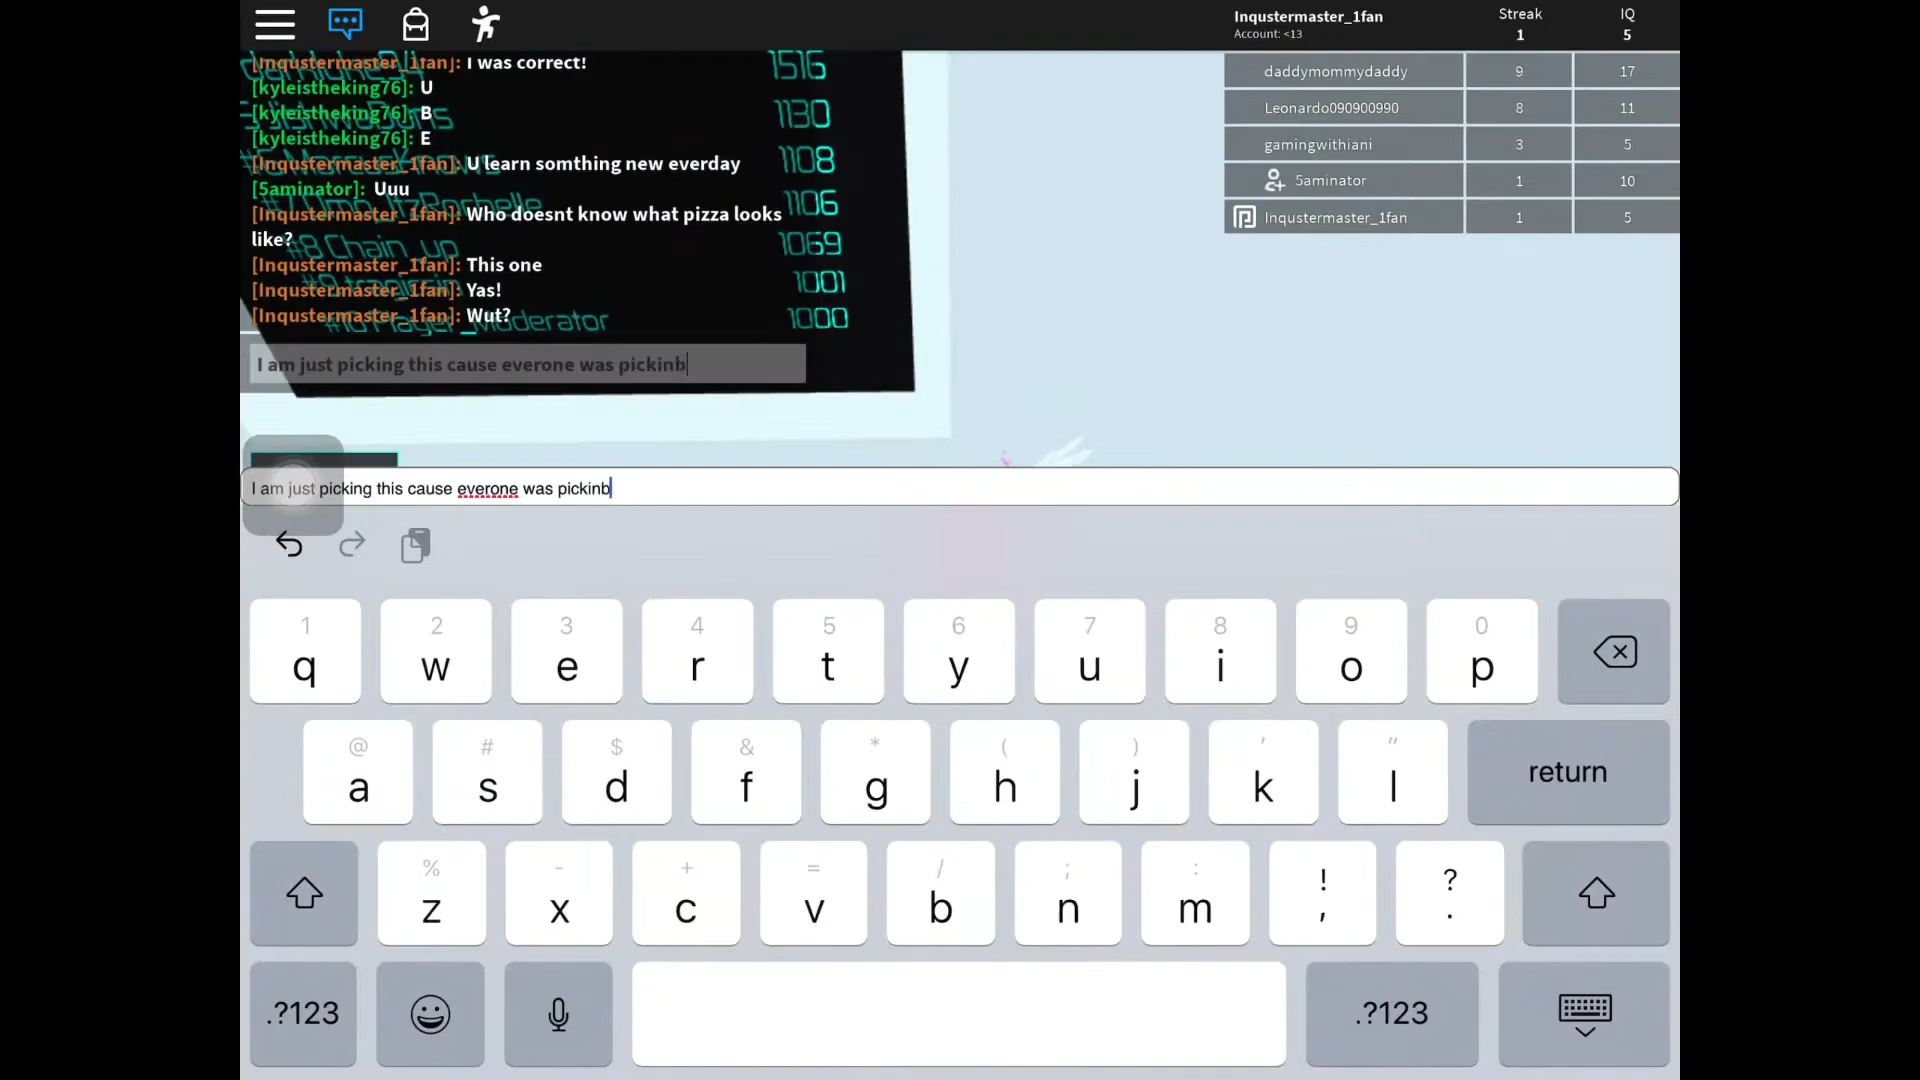 Inqustermaster_1fan Streak IQ
Account: <13 1 5
daddymommydaddy 9 17
Leonardo090900990 8 11
gamingwithiani 3 5
5aminator 1 10
Inqustermaster_1fan 1 5
[Inqustermaster_1fan]: I was correct!
[kyleistheking76]: U
[kyleistheking76]: B
[kyleistheking76]: E
[Inqustermaster_1fan]: U learn somthing new everday
[5aminator]: Uuu
[Inqustermaster_1fan]: Who doesnt know what pizza looks
like?
[Inqustermaster_1fan]: This one
[Inqustermaster_1fan]: Yas!
[Inqustermaster_1fan]: Wut?
1516
1130
1108
1106
#8 Chain_up 1069
1001
#10 Player_Moderator 1000
I am just picking this cause everone was pickinb
I am just picking this cause everone was pickinb
1 2 3 4 5 6 7 8 9 0
q w e r t y u i o p
@ # $ & * ( ) ' "
a s d f g h j k l return
% - + = / ; : ! ?
z x c v b n m , .
.?123 .?123